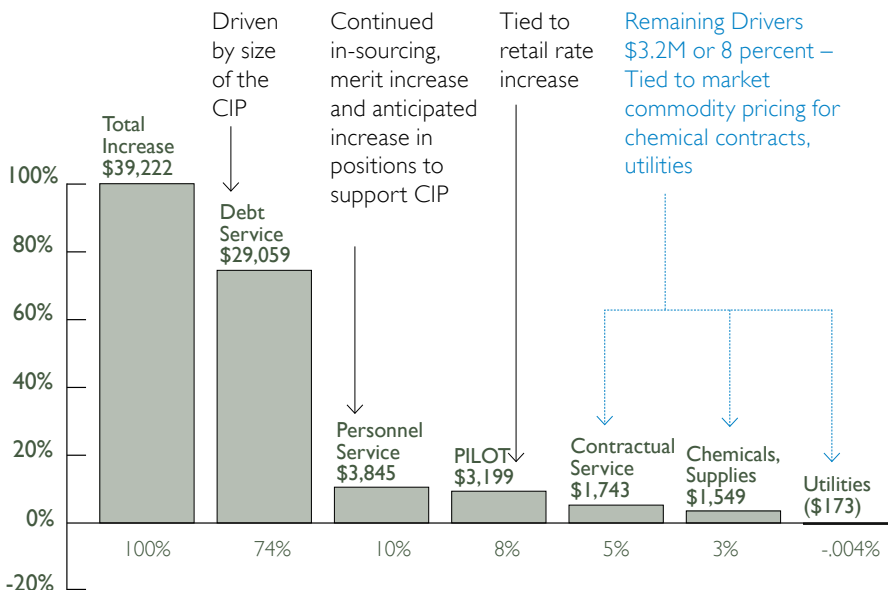 Driven
by size
of the
CIP
Continued
in-sourcing,
merit increase
and anticipated
increase in
positions to
support CIP
Tied to
retail rate
increase
Remaining Drivers
$3.2M or 8 percent –
Tied to market
commodity pricing for
chemical contracts,
utilities
100%
80%
60%
40%
20%
0%
-20%
Total
Increase
$39,222
Debt
Service
$29,059
Personnel
Service
$3,845
PILOT
$3,199
Contractual
Service
$1,743
Chemicals,
Supplies
$1,549
Utilities
($173)
100%
74%
10%
8%
5%
3%
-.004%